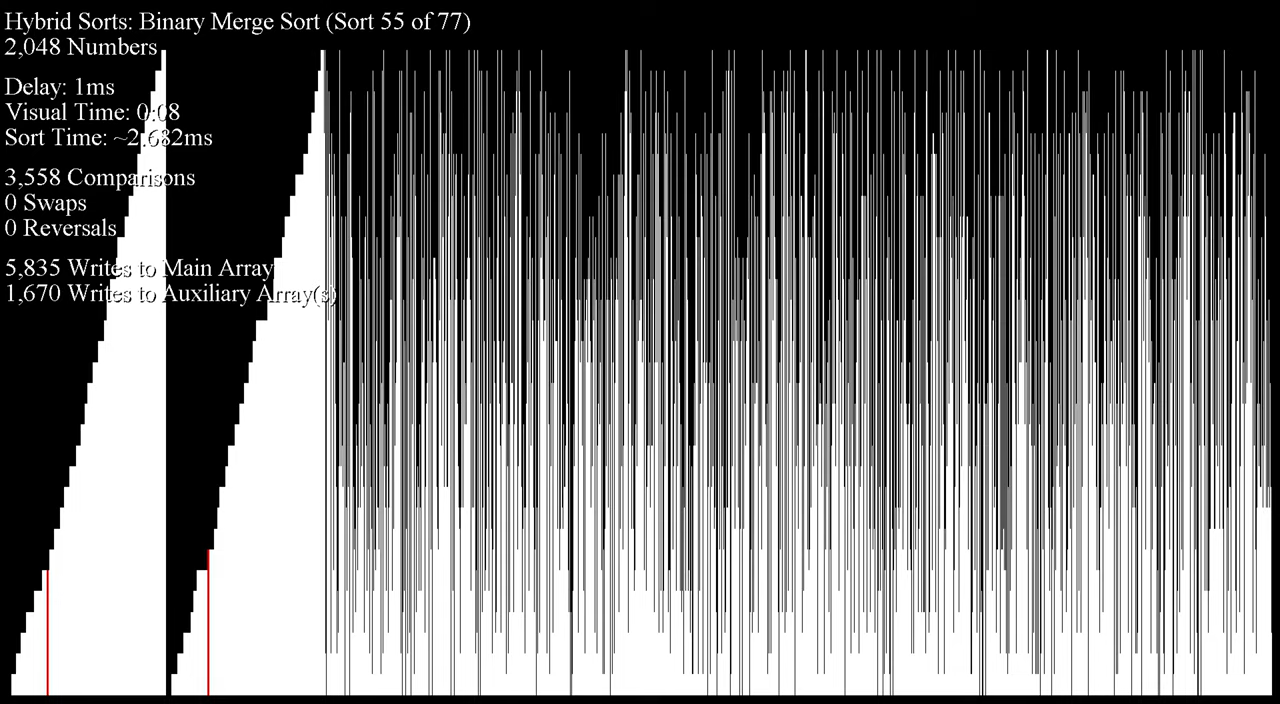 Hybrid Sorts: Binary Merge Sort (Sort 55 of 77)
2,048 Numbers
Delay: 1ms
Visual Time: 0:08
Sort Time: ~2.682ms
3,558 Comparisons
0 Swaps
0 Reversals
5,835 Writes to Main Array
1,670 Writes to Auxiliary Array(s)